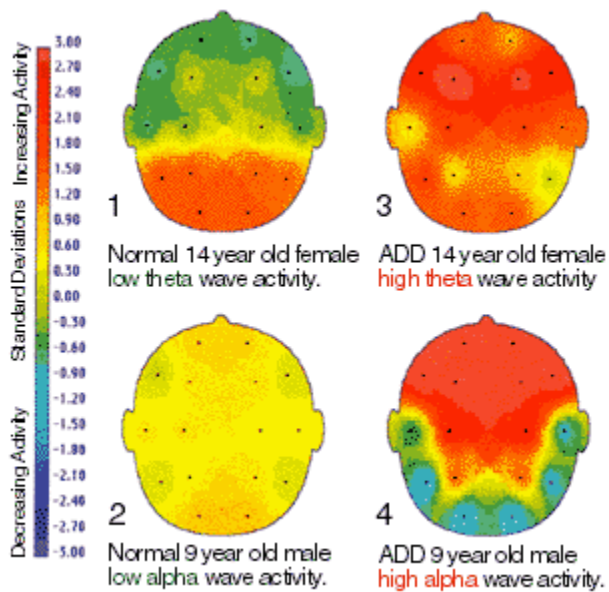 Increasing Activity
Standard Deviations
Decreasing Activity
3.00
2.70
2.40
2.10
1.80
1.50
1.20
0.90
0.60
0.30
0.00
-0.30
-0.60
-0.90
-1.20
-1.50
-1.80
-2.10
-2.40
-2.70
-3.00
1
Normal 14 year old female
low theta wave activity.
3
ADD 14 year old female
high theta wave activity
2
Normal 9 year old male
low alpha wave activity.
4
ADD 9 year old male
high alpha wave activity.